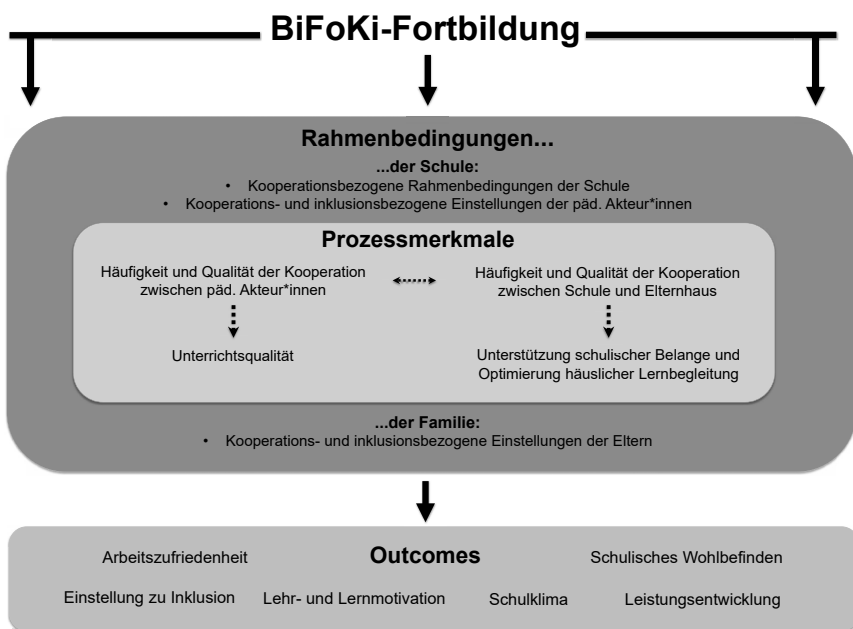 BiFoKi-Fortbildung
Rahmenbedingungen...
...der Schule:
• Kooperationsbezogene Rahmenbedingungen der Schule
• Kooperations- und inklusionsbezogene Einstellungen der päd. Akteur*innen
Prozessmerkmale
Häufigkeit und Qualität der Kooperation
zwischen päd. Akteur*innen
Häufigkeit und Qualität der Kooperation
zwischen Schule und Elternhaus
Unterrichtsqualität
Unterstützung schulischer Belange und
Optimierung häuslicher Lernbegleitung
...der Familie:
• Kooperations- und inklusionsbezogene Einstellungen der Eltern
Arbeitszufriedenheit
Outcomes
Schulisches Wohlbefinden
Einstellung zu Inklusion
Lehr- und Lernmotivation
Schulklima
Leistungsentwicklung